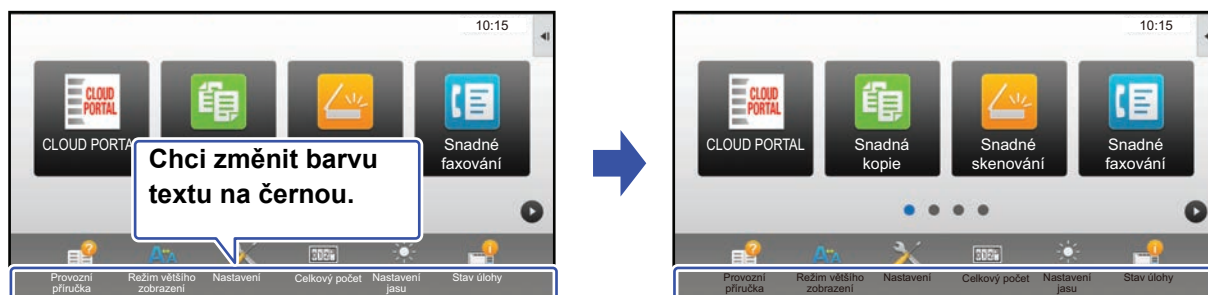 10:15
CLOUD
PORTAL
CLOUD PORTA
Snadné
faxování
Chci změnit barvu
textu na černou.
Provozní
příručka
Režim většího
zobrazení
Nastavení
Celkový počet
Nastavení
jasu
Stav úlohy
10:15
CLOUD
PORTAL
CLOUD PORTAL
Snadná
kopie
Snadné
skenování
Snadné
faxování
Provozní
příručka
Režim většího
zobrazení
Nastavení
Celkový počet
Nastavení
jasu
Stav úlohy